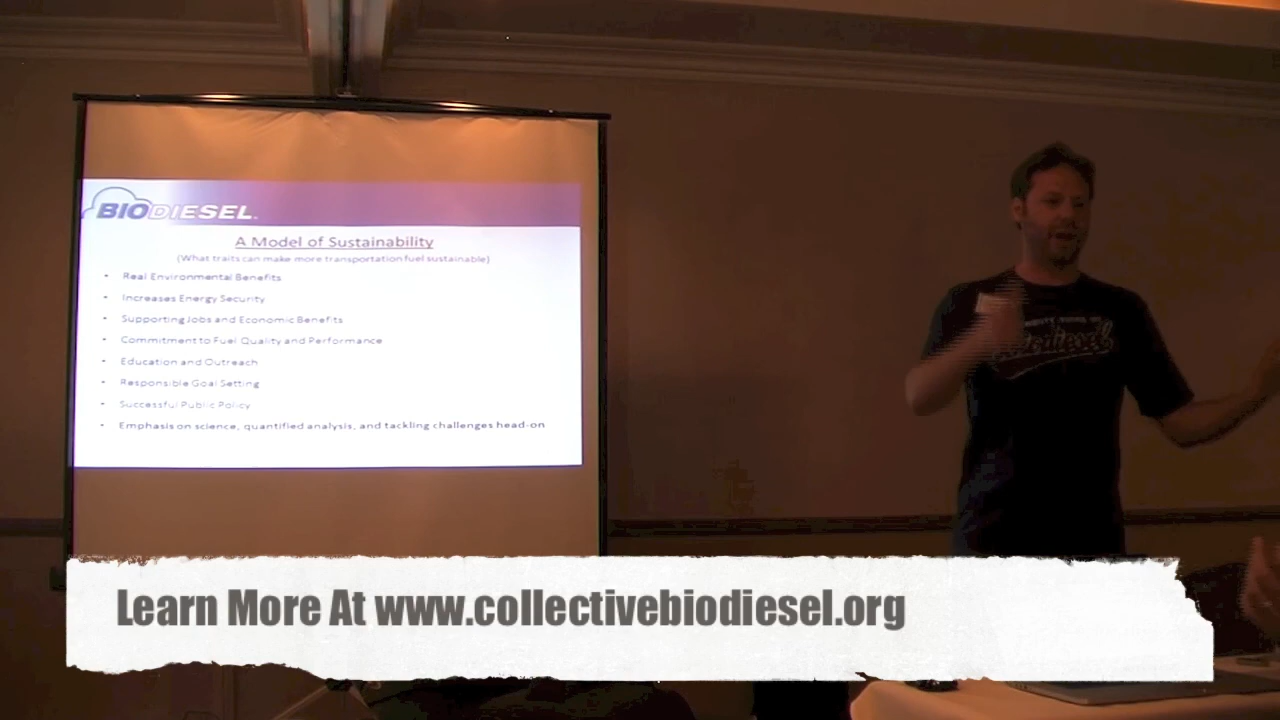 BIODIESEL.
A Model of Sustainability
(What traits can make more transportation fuel sustainable)
- Real Environmental Benefits
- Increases Energy Security
- Supporting Jobs and Economic Benefits
- Commitment to Fuel Quality and Performance
- Education and Outreach
- Responsible Goal Setting
- Successful Public Policy
- Emphasis on science, quantified analysis, and tackling challenges head-on
Learn More At www.collectivebiodiesel.org